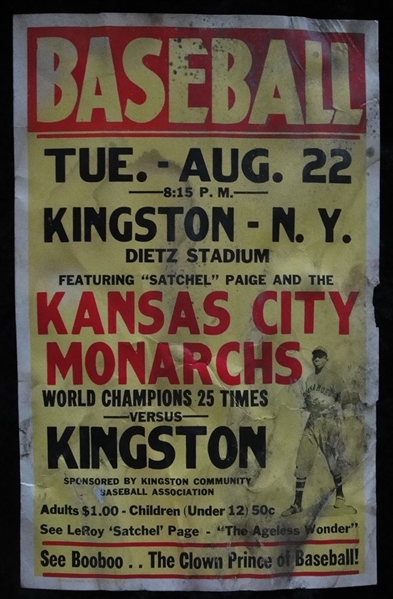 BASEBALL
TUE. - AUG. 22
8:15 P. M.
KINGSTON - N. Y.
DIETZ STADIUM
FEATURING "SATCHEL" PAIGE AND THE
KANSAS CITY
MONARCHS
WORLD CHAMPIONS 25 TIMES
VERSUS
KINGSTON
SPONSORED BY KINGSTON COMMUNITY
BASEBALL ASSOCIATION
Adults $1.00 - Children (Under 12) 50c
See LeRoy 'Satchel' Page - "The Ageless Wonder"
See Booboo . . The Clown Prince of Baseball!